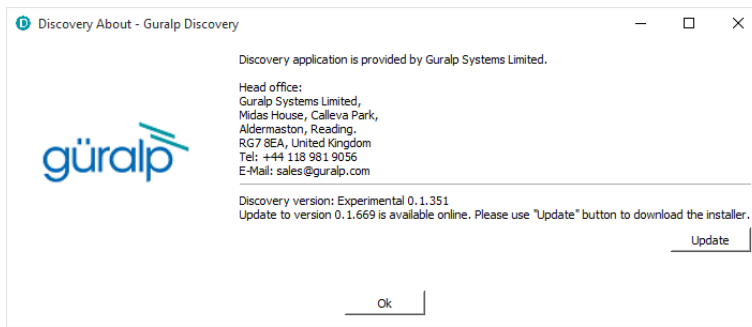 Discovery About - Guralp Discovery
Discovery application is provided by Guralp Systems Limited.
Head office:
Guralp Systems Limited,
Midas House, Calleva Park,
Aldermaston, Reading.
RG7 8EA, United Kingdom
Tel: +44 118 981 9056
E-Mail: sales@guralp.com
güralp
Discovery version: Experimental 0.1.351
Update to version 0.1.669 is available online. Please use "Update" button to download the installer.
Update
Ok